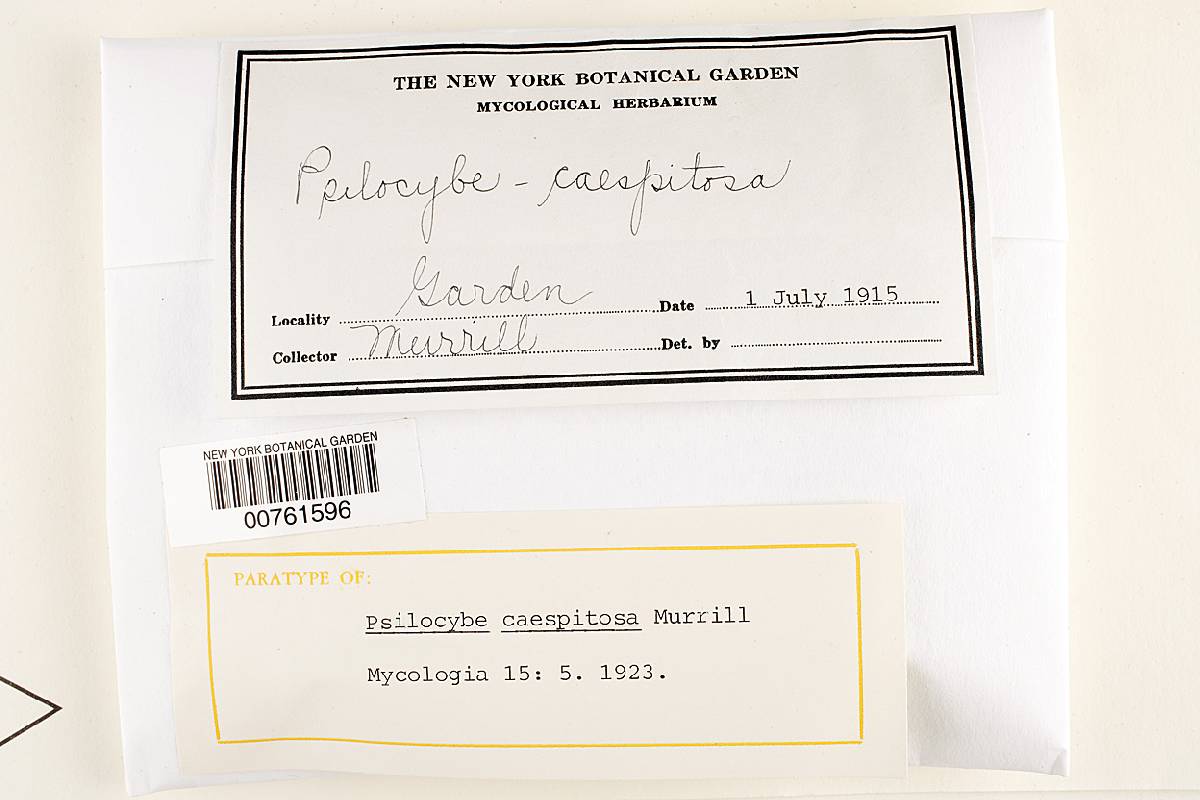 THE NEW YORK BOTANICAL GARDEN
MYCOLOGICAL HERBARIUM
Psilocybe - caespitosa
Locality Garden Date 1 July 1915
Collector Murrill Det. by
NEW YORK BOTANICAL GARDEN
00761596
PARATYPE OF:
Psilocybe caespitosa Murrill
Mycologia 15: 5. 1923.